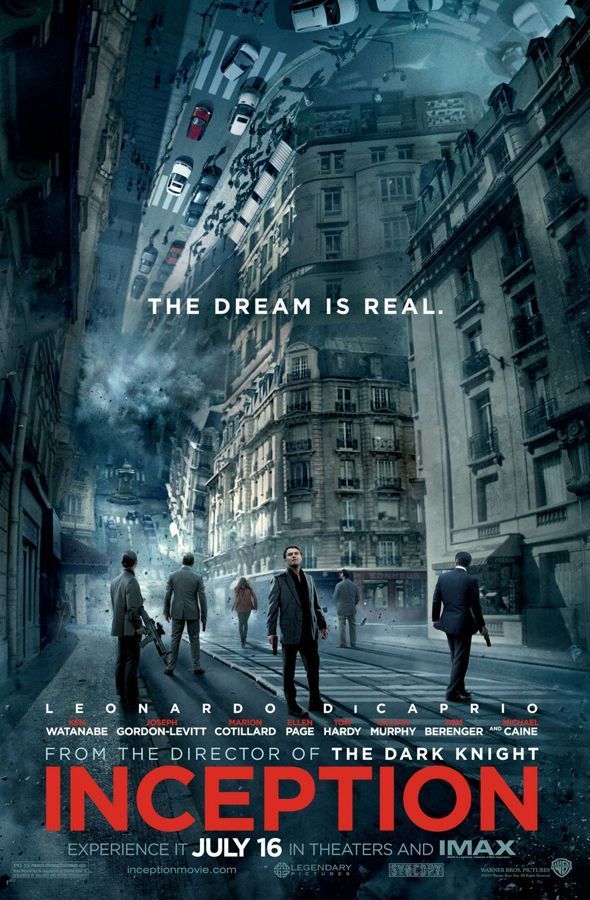 THE DREAM IS REAL.
BONHEUR
LEONARDO DiCAPRIO
KEN WATANABE JOSEPH GORDON-LEVITT MARION COTILLARD ELLEN PAGE TOM HARDY CILLIAN MURPHY TOM BERENGER AND MICHAEL CAINE
FROM THE DIRECTOR OF THE DARK KNIGHT
INCEPTION
EXPERIENCE IT JULY 16 IN THEATERS AND IMAX
inceptionmovie.com LEGENDARY PICTURES SYNCOPY WARNER BROS. PICTURES